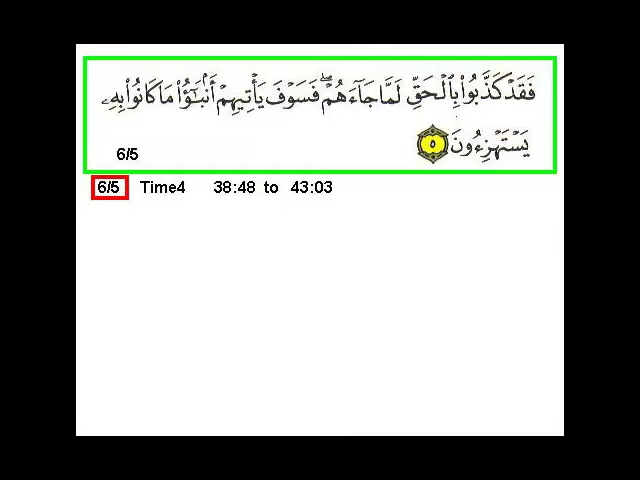 فَقَدْ كَذَّبُوا۟ بِٱلْحَقِّ لَمَّا جَآءَهُمْ ۖ فَسَوْفَ يَأْتِيهِمْ أَنۢبَـٰٓؤُا۟ مَا كَانُوا۟ بِهِۦ
يَسْتَهْزِءُونَ ٥
6/5
6/5 Time4 38:48 to 43:03